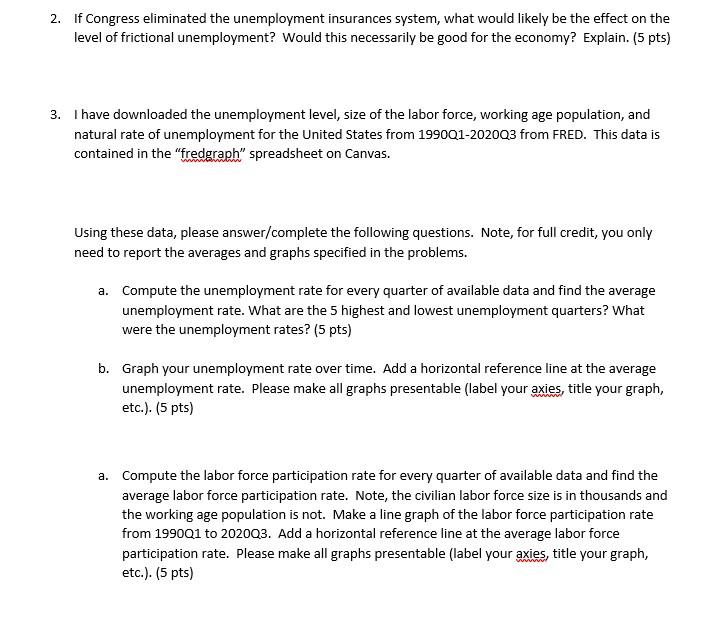 2. If Congress eliminated the unemployment insurances system, what would likely be the effect on the
level of frictional unemployment? Would this necessarily be good for the economy? Explain. (5 pts)
3. I have downloaded the unemployment level, size of the labor force, working age population, and
natural rate of unemployment for the United States from 1990Q1-2020Q3 from FRED. This data is
contained in the “fredgraph” spreadsheet on Canvas.
Using these data, please answer/complete the following questions. Note, for full credit, you only
need to report the averages and graphs specified in the problems.
a. Compute the unemployment rate for every quarter of available data and find the average
unemployment rate. What are the 5 highest and lowest unemployment quarters? What
were the unemployment rates? (5 pts)
b. Graph your unemployment rate over time. Add a horizontal reference line at the average
unemployment rate. Please make all graphs presentable (label your axies, title your graph,
etc.). (5 pts)
a. Compute the labor force participation rate for every quarter of available data and find the
average labor force participation rate. Note, the civilian labor force size is in thousands and
the working age population is not. Make a line graph of the labor force participation rate
from 1990Q1 to 2020Q3. Add a horizontal reference line at the average labor force
participation rate. Please make all graphs presentable (label your axies, title your graph,
etc.). (5 pts)